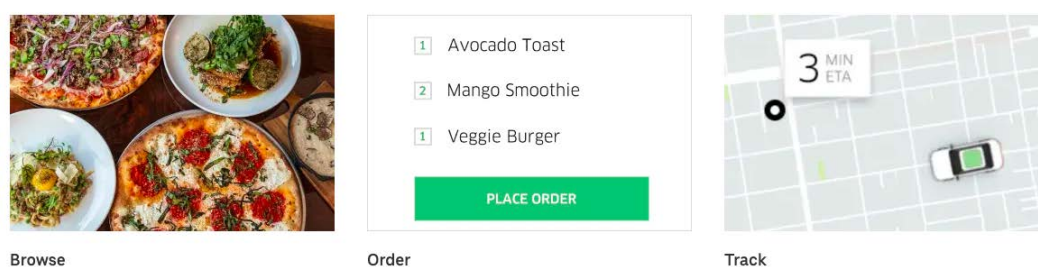 1 Avocado Toast
2 Mango Smoothie
1 Veggie Burger
PLACE ORDER
3 MIN
ETA
Browse
Order
Track